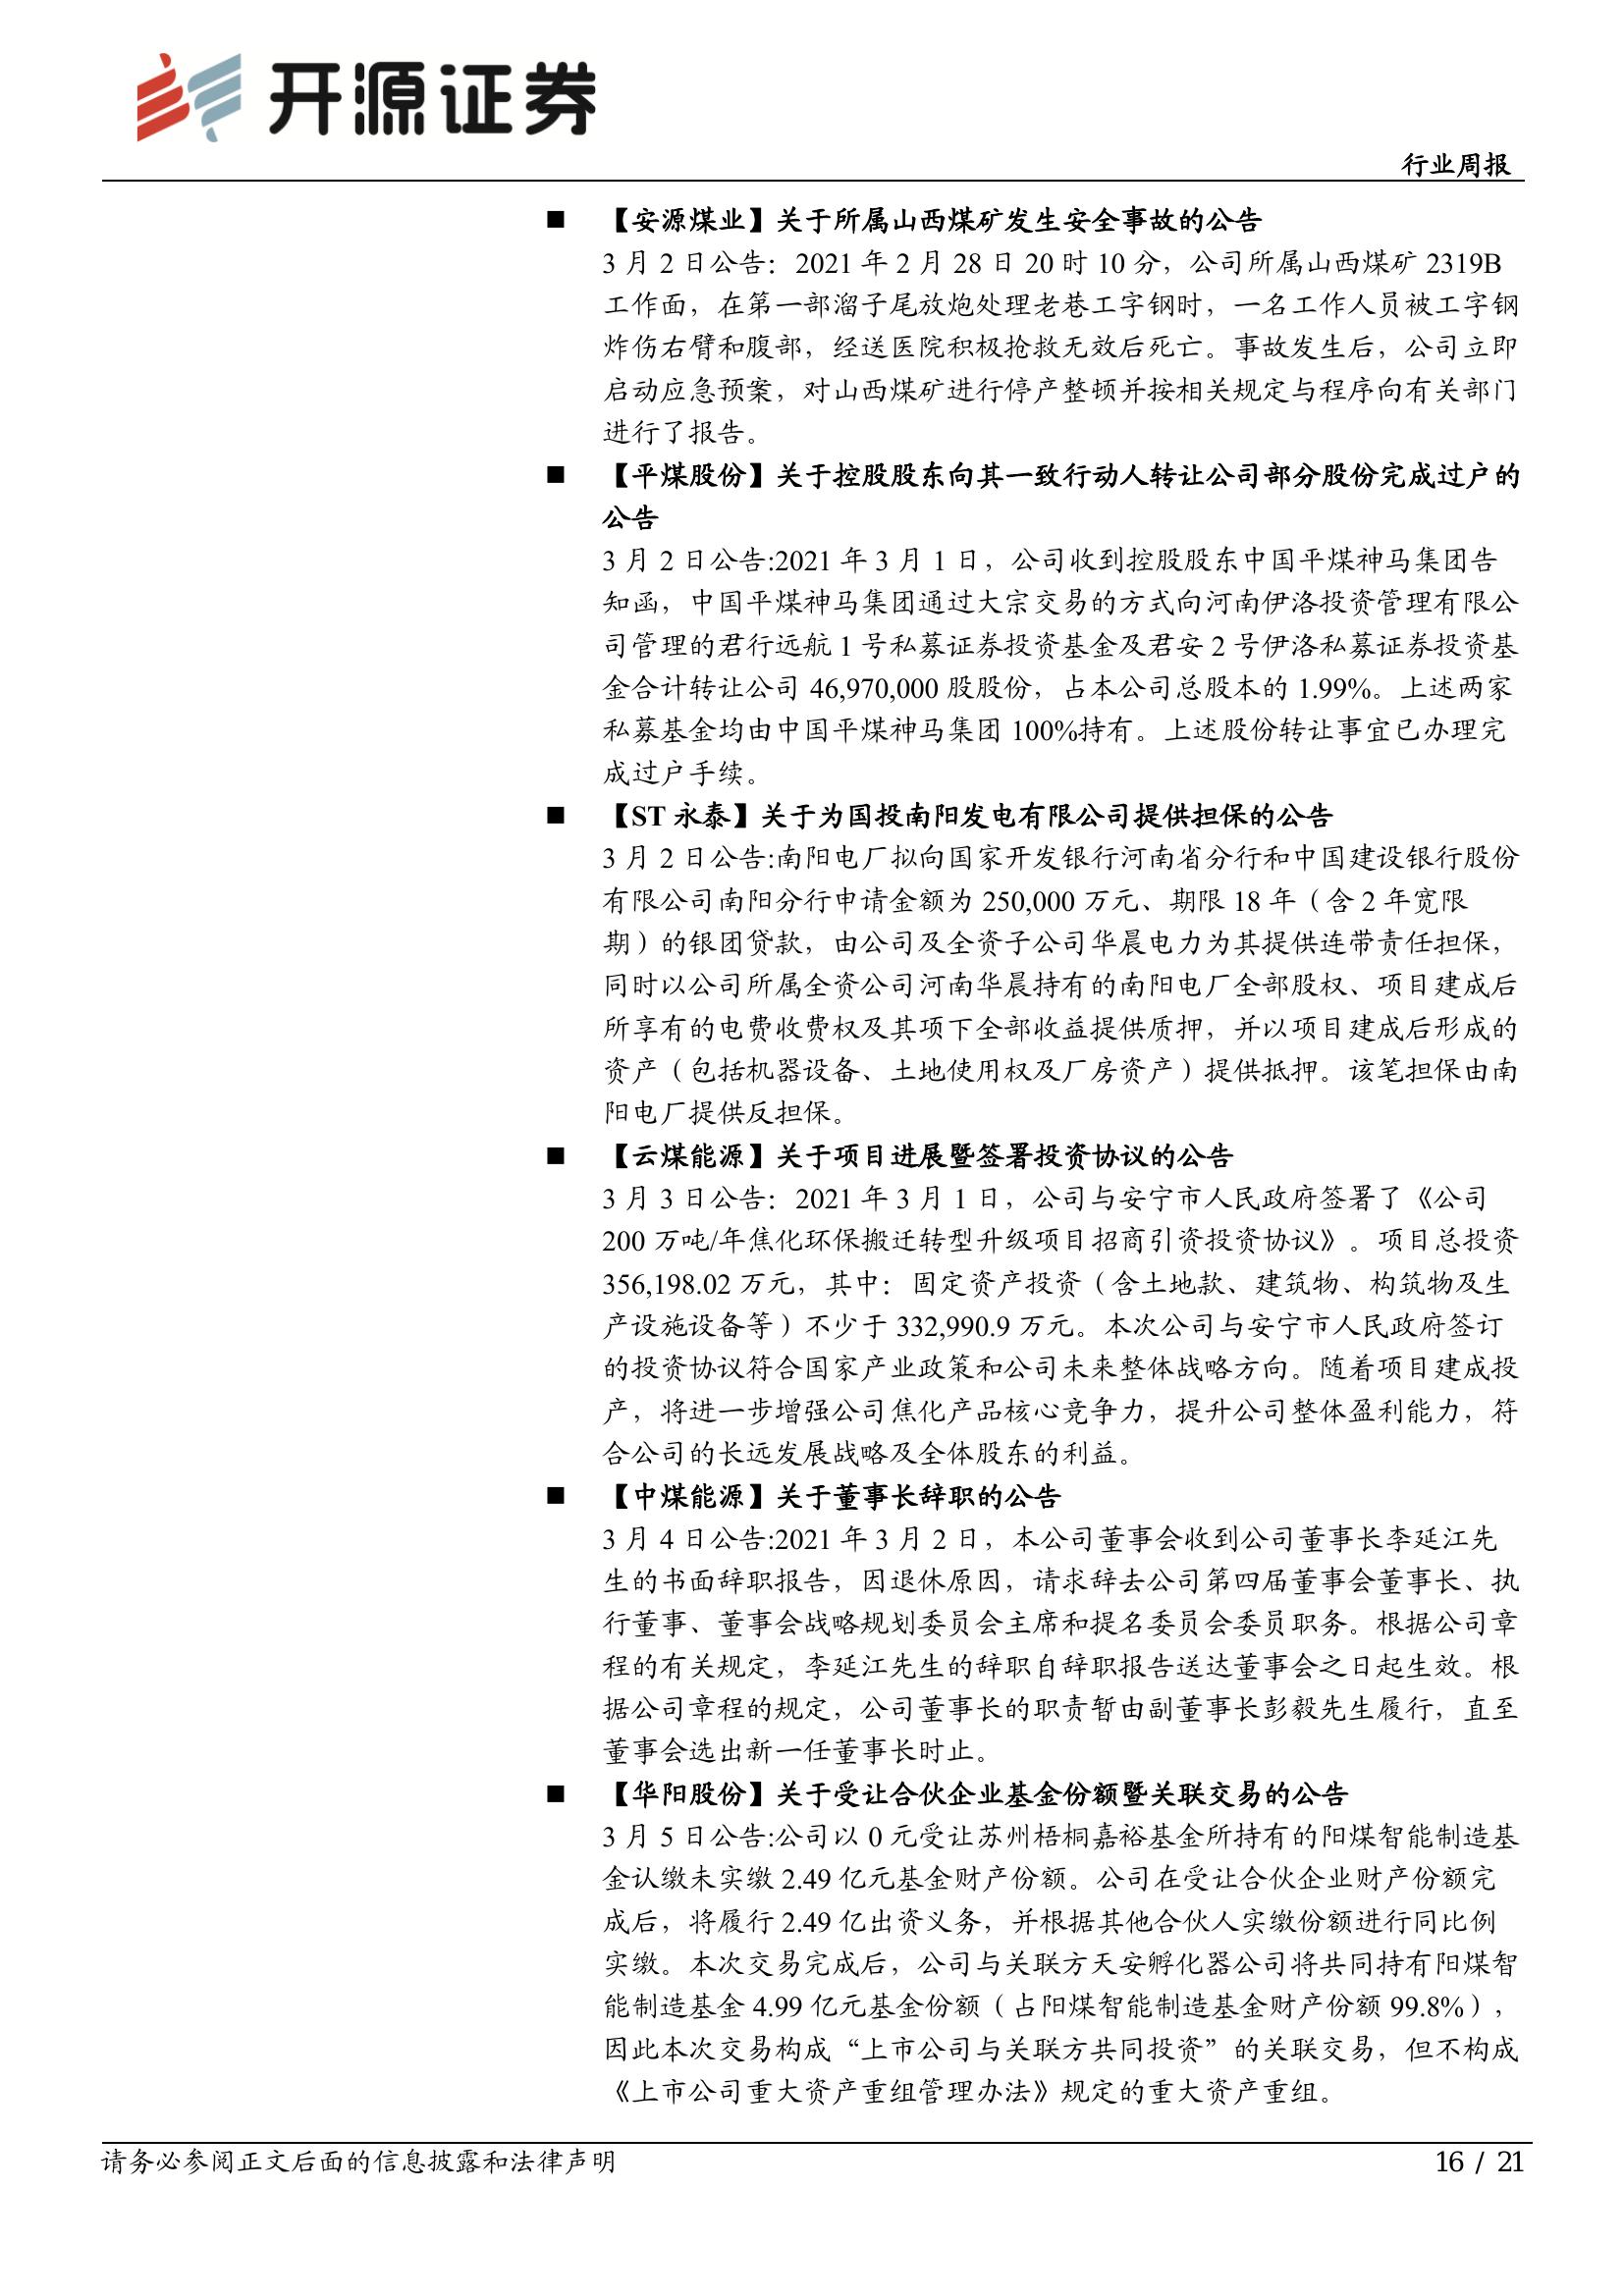 开源证券
行业周报
■ 【安源煤业】关于所属山西煤矿发生安全事故的公告
3 月 2 日公告：2021 年 2 月 28 日 20 时 10 分，公司所属山西煤矿 2319B
工作面，在第一部溜子尾放炮处理老巷工字钢时，一名工作人员被工字钢
炸伤右臂和腹部，经送医院积极抢救无效后死亡。事故发生后，公司立即
启动应急预案，对山西煤矿进行停产整顿并按相关规定与程序向有关部门
进行了报告。
■ 【平煤股份】关于控股股东向其一致行动人转让公司部分股份完成过户的
公告
3 月 2 日公告:2021 年 3 月 1 日，公司收到控股股东中国平煤神马集团告
知函，中国平煤神马集团通过大宗交易的方式向河南伊洛投资管理有限公
司管理的君行远航 1 号私募证券投资基金及君安 2 号伊洛私募证券投资基
金合计转让公司 46,970,000 股股份，占本公司总股本的 1.99%。上述两家
私募基金均由中国平煤神马集团 100%持有。上述股份转让事宜已办理完
成过户手续。
■ 【ST 永泰】关于为国投南阳发电有限公司提供担保的公告
3 月 2 日公告:南阳电厂拟向国家开发银行河南省分行和中国建设银行股份
有限公司南阳分行申请金额为 250,000 万元、期限 18 年（含 2 年宽限
期）的银团贷款，由公司及全资子公司华晨电力为其提供连带责任担保，
同时以公司所属全资公司河南华晨持有的南阳电厂全部股权、项目建成后
所享有的电费收费权及其项下全部收益提供质押，并以项目建成后形成的
资产（包括机器设备、土地使用权及厂房资产）提供抵押。该笔担保由南
阳电厂提供反担保。
■ 【云煤能源】关于项目进展暨签署投资协议的公告
3 月 3 日公告：2021 年 3 月 1 日，公司与安宁市人民政府签署了《公司
200 万吨/年焦化环保搬迁转型升级项目招商引资投资协议》。项目总投资
356,198.02 万元，其中：固定资产投资（含土地款、建筑物、构筑物及生
产设施设备等）不少于 332,990.9 万元。本次公司与安宁市人民政府签订
的投资协议符合国家产业政策和公司未来整体战略方向。随着项目建成投
产，将进一步增强公司焦化产品核心竞争力，提升公司整体盈利能力，符
合公司的长远发展战略及全体股东的利益。
■ 【中煤能源】关于董事长辞职的公告
3 月 4 日公告:2021 年 3 月 2 日，本公司董事会收到公司董事长李延江先
生的书面辞职报告，因退休原因，请求辞去公司第四届董事会董事长、执
行董事、董事会战略规划委员会主席和提名委员会委员职务。根据公司章
程的有关规定，李延江先生的辞职自辞职报告送达董事会之日起生效。根
据公司章程的规定，公司董事长的职责暂由副董事长彭毅先生履行，直至
董事会选出新一任董事长时止。
■ 【华阳股份】关于受让合伙企业基金份额暨关联交易的公告
3 月 5 日公告:公司以 0 元受让苏州梧桐嘉裕基金所持有的阳煤智能制造基
金认缴未实缴 2.49 亿元基金财产份额。公司在受让合伙企业财产份额完
成后，将履行 2.49 亿出资义务，并根据其他合伙人实缴份额进行同比例
实缴。本次交易完成后，公司与关联方天安孵化器公司将共同持有阳煤智
能制造基金 4.99 亿元基金份额（占阳煤智能制造基金财产份额 99.8%），
因此本次交易构成“上市公司与关联方共同投资”的关联交易，但不构成
《上市公司重大资产重组管理办法》规定的重大资产重组。
请务必参阅正文后面的信息披露和法律声明
16 / 21